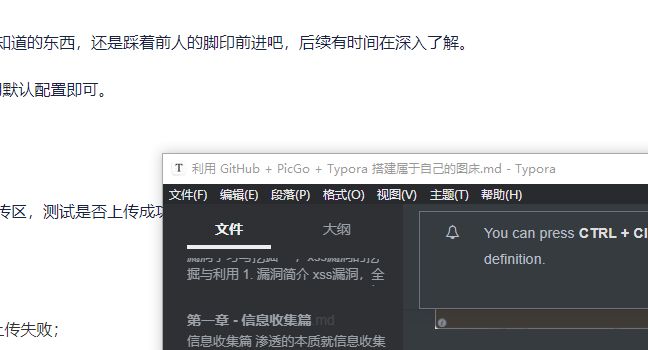 知道的东西，还是踩着前人的脚印前进吧，后续有时间在深入了解。
默认配置即可。
利用 GitHub + PicGo + Typora 搭建属于自己的图床.md - Typora
文件(F) 编辑(E) 段落(P) 格式(O) 视图(V) 主题(T) 帮助(H)
传区，测试是否上传成功
文件 大纲
You can press CTRL + Cl
definition.
掘与利用 1. 漏洞简介 xss漏洞，全
第一章 - 信息收集篇.md
上传失败；
信息收集篇 渗透的本质就信息收集